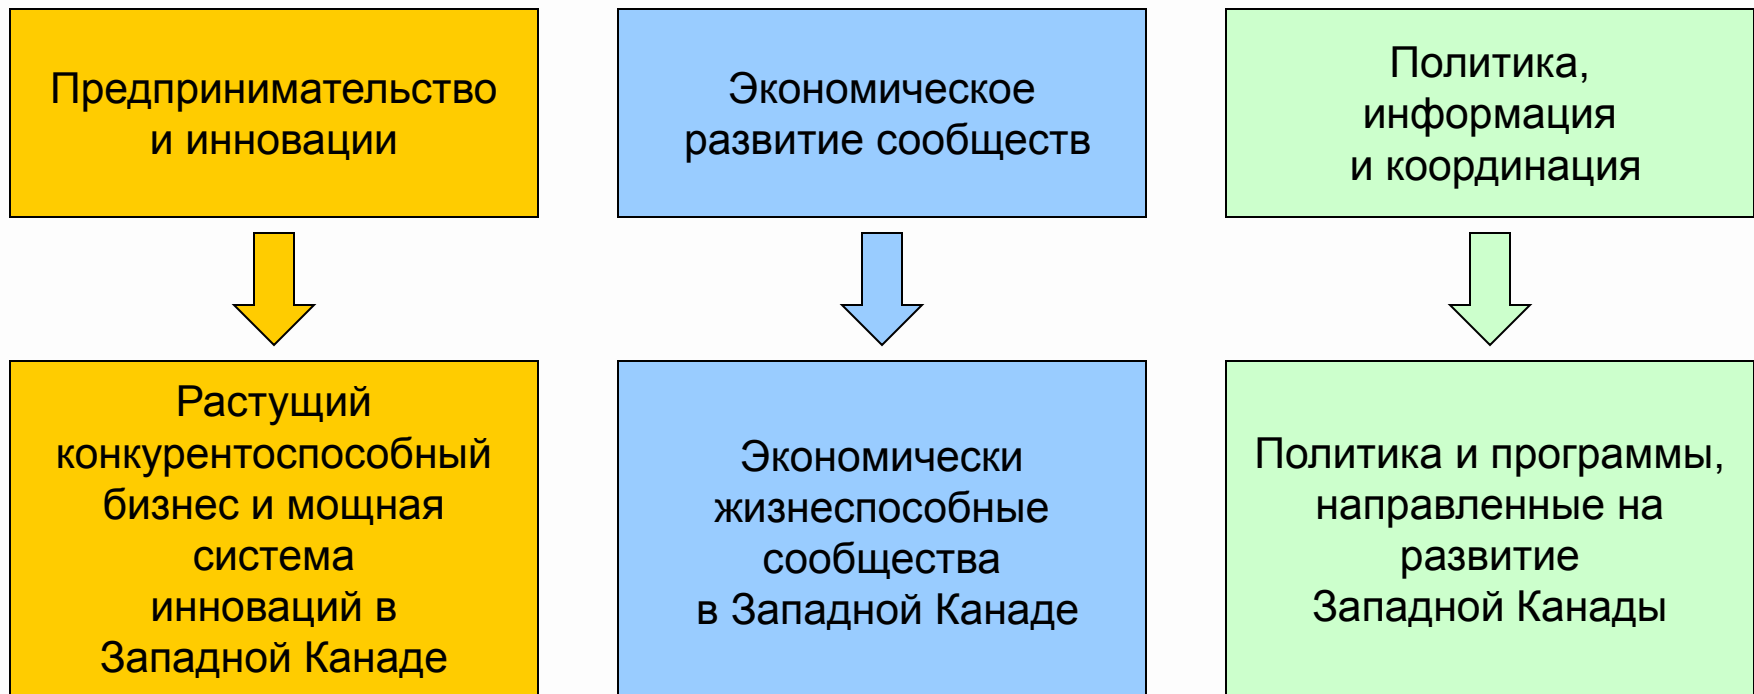 Предпринимательство
и инновации
Экономическое
развитие сообществ
Политика,
информация
и координация
Растущий
конкурентоспособный
бизнес и мощная
система
инноваций в
Западной Канаде
Экономически
жизнеспособные
сообщества
в Западной Канаде
Политика и программы,
направленные на
развитие
Западной Канады